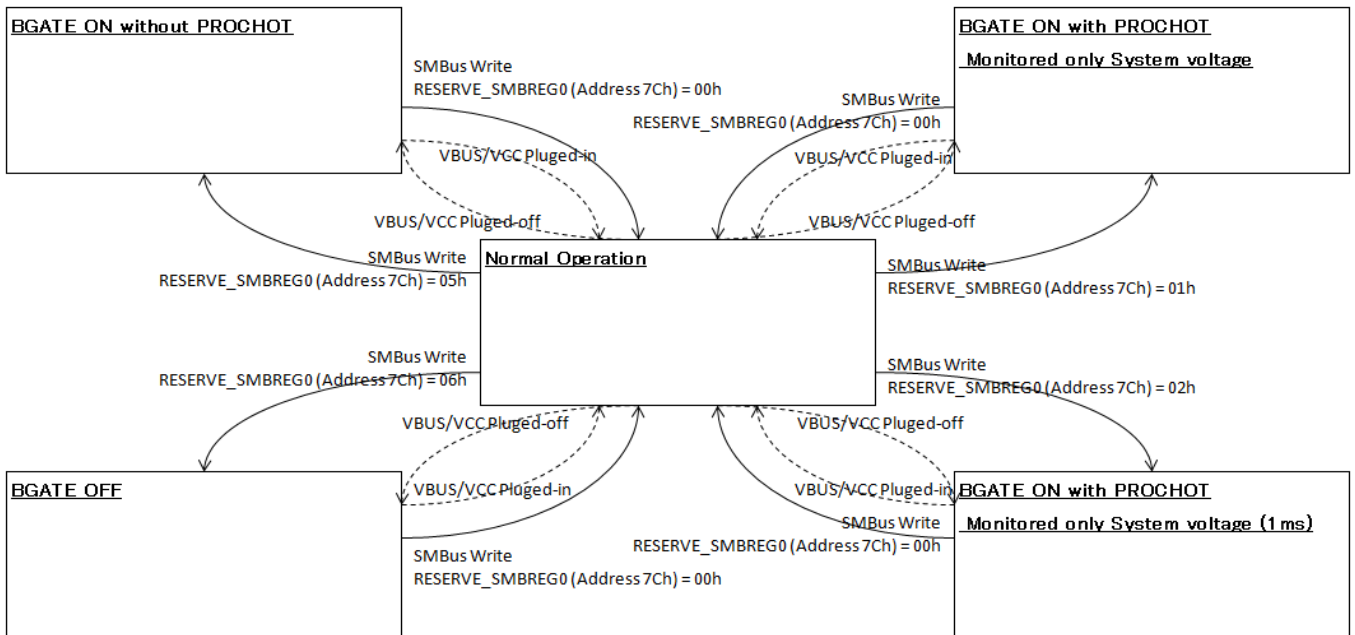 BGATE ON without PROCHOT
SMBus Write
RESERVE_SMBREG0 (Address 7Ch) = 00h
VBUS/VCC Pluged-in
VBUS/VCC Pluged-off
SMBus Write
RESERVE_SMBREG0 (Address 7Ch) = 05h
BGATE ON with PROCHOT
Monitored only System voltage
SMBus Write
RESERVE_SMBREG0 (Address 7Ch) = 00h
VBUS/VCC Pluged-in
VBUS/VCC Pluged-off
SMBus Write
RESERVE_SMBREG0 (Address 7Ch) = 01h
Normal Operation
SMBus Write
RESERVE_SMBREG0 (Address 7Ch) = 06h
VBUS/VCC Pluged-off
BGATE OFF
VBUS/VCC Pluged-in
SMBus Write
RESERVE_SMBREG0 (Address 7Ch) = 00h
SMBus Write
RESERVE_SMBREG0 (Address 7Ch) = 02h
VBUS/VCC Pluged-off
VBUS/VCC Pluged-in
SMBus Write
RESERVE_SMBREG0 (Address 7Ch) = 00h
BGATE ON with PROCHOT
Monitored only System voltage (1ms)